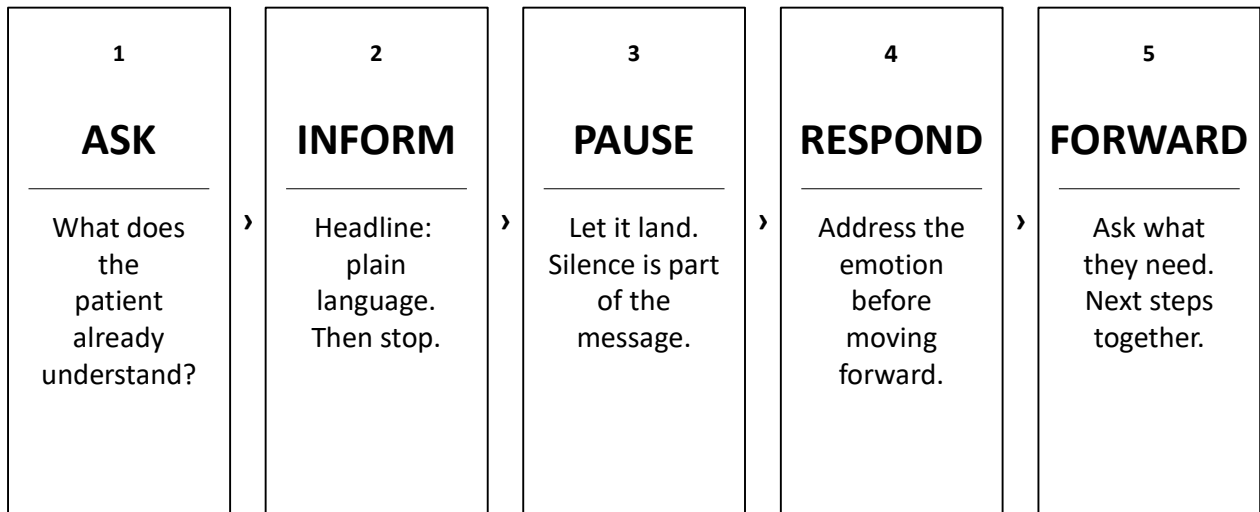 1
ASK
What does
the
patient
already
understand?
›
2
INFORM
Headline:
plain
language.
Then stop.
›
3
PAUSE
Let it land.
Silence is part
of the
message.
›
4
RESPOND
Address the
emotion
before
moving
forward.
›
5
FORWARD
Ask what
they need.
Next steps
together.